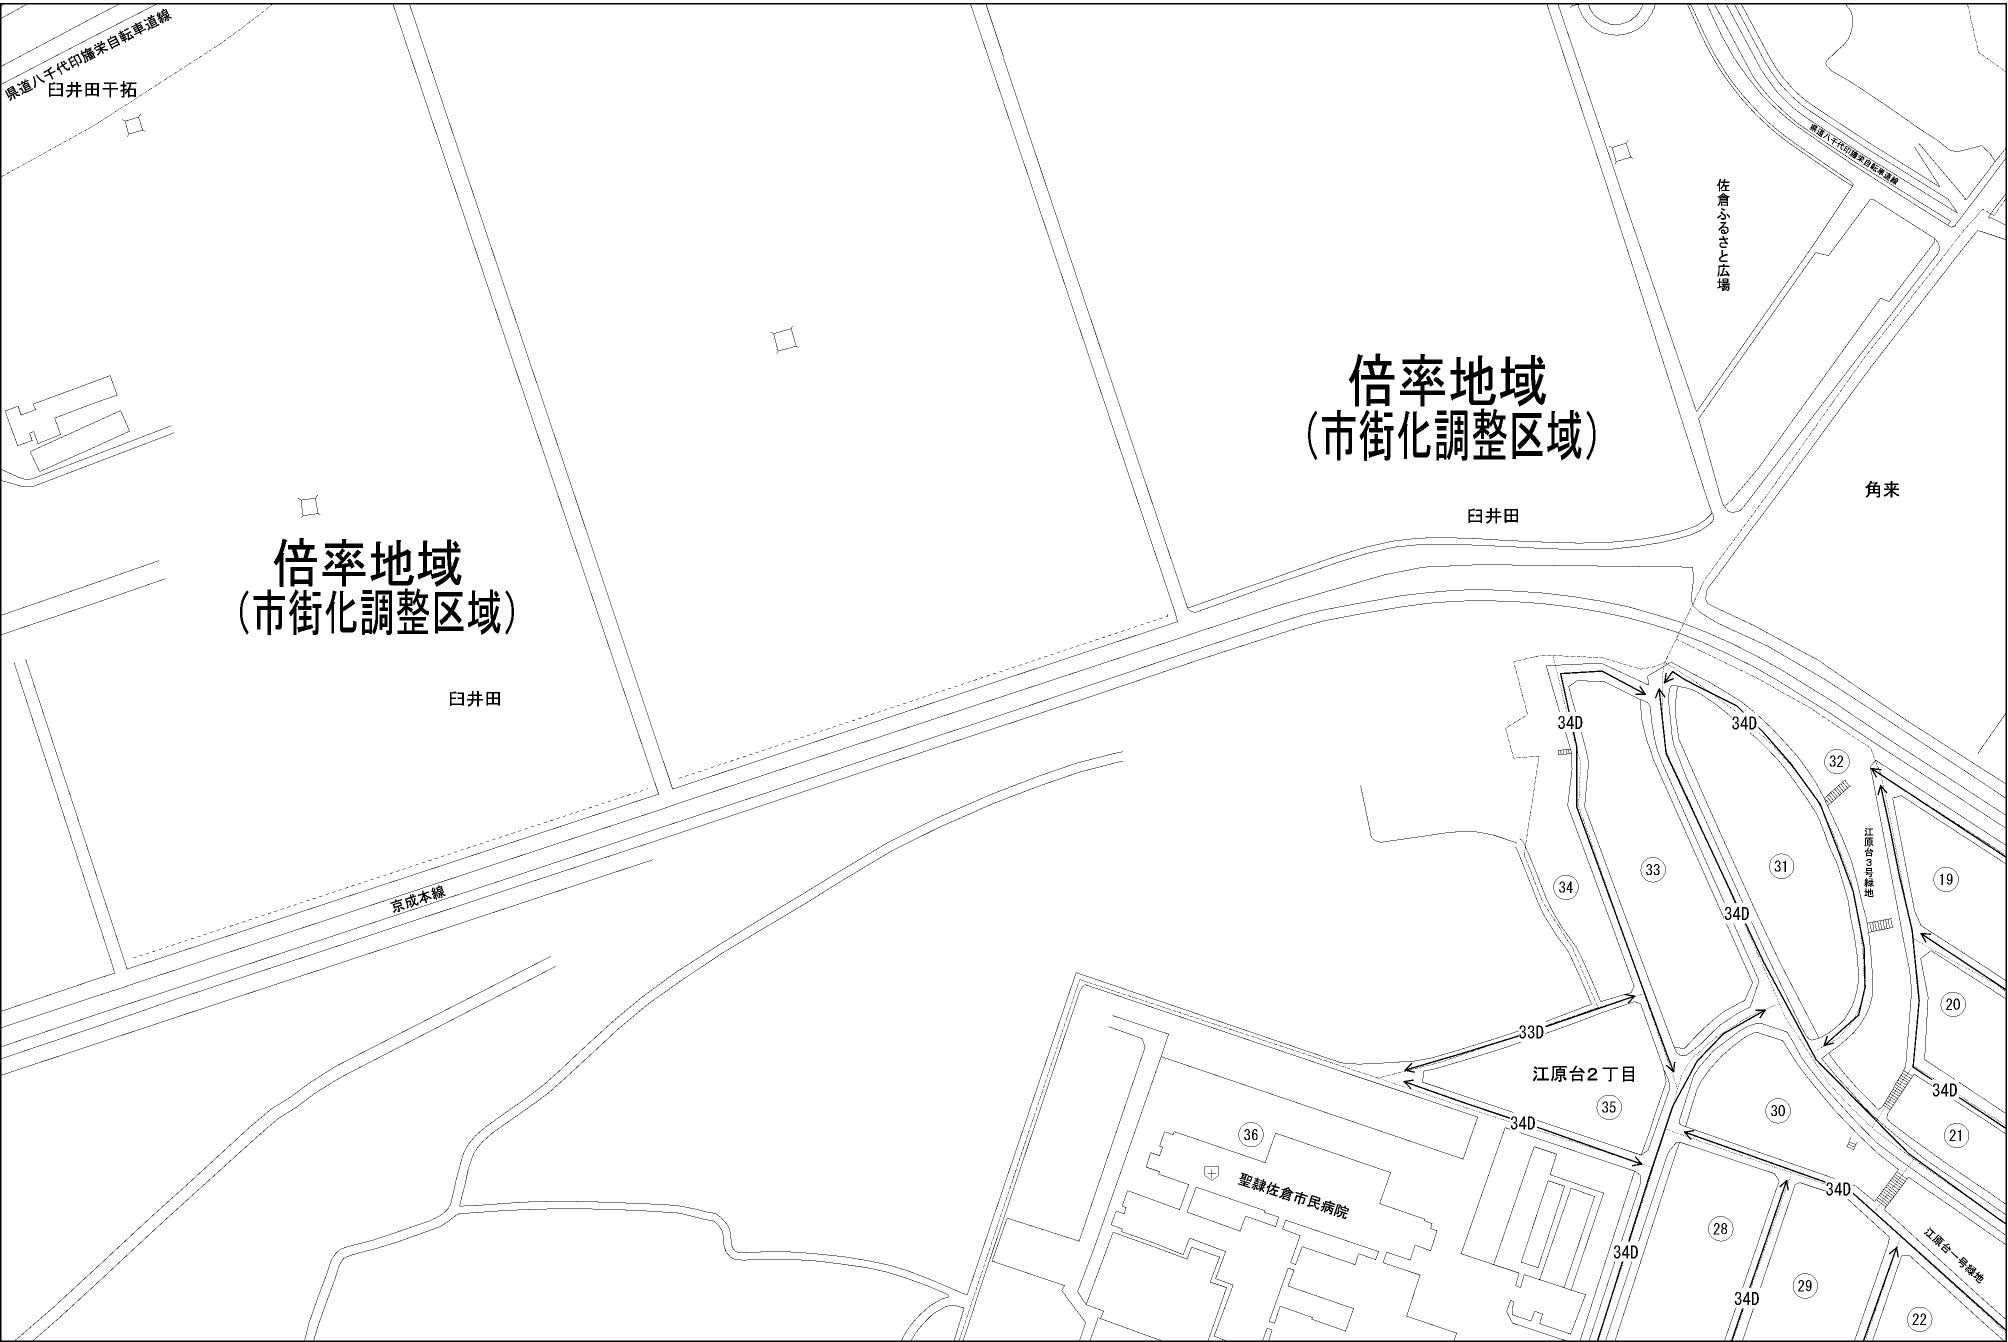 県道八千代印旛栄自転車道線
臼井田干拓
県道八千代印旛栄自転車道線
佐倉ふるさと広場
倍率地域
（市街化調整区域）
角来
臼井田
倍率地域
（市街化調整区域）
臼井田
34D
34D
32
江原台3号緑地
31
33
34
19
京成本線
34D
20
33D
江原台2丁目
35
34D
30
34D
21
36
聖隷佐倉市民病院
34D
28
江原台一号緑地
34D
29
34D
22